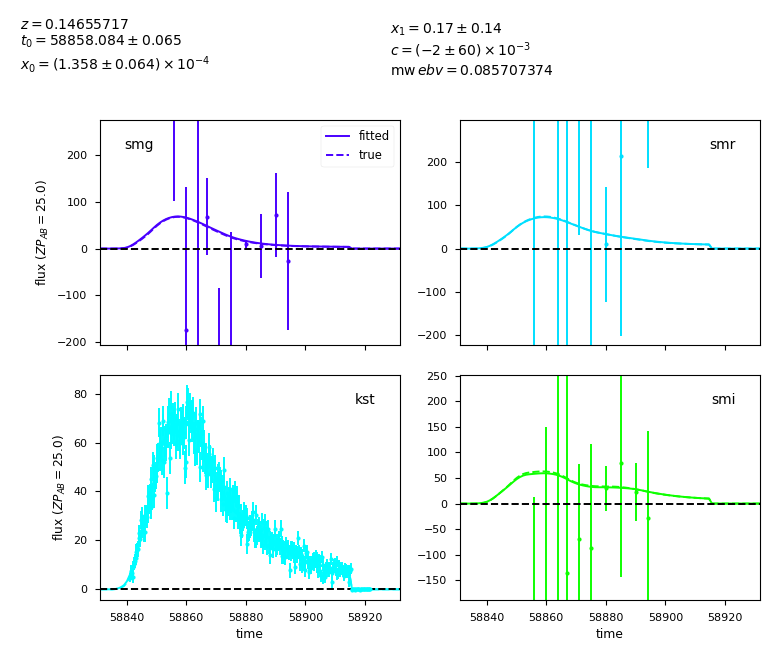 z = 0.14655717
t₀ = 58858.084 ± 0.065
x₀ = (1.358 ± 0.064) × 10⁻⁴
x₁ = 0.17 ± 0.14
c = (−2 ± 60) × 10⁻³
mw ebv = 0.085707374
smg
fitted
true
200
100
0
−100
−200
flux (ZP_AB = 25.0)
smr
200
100
0
−100
−200
kst
80
60
40
20
0
flux (ZP_AB = 25.0)
58840 58860 58880 58900 58920
time
smi
250
200
150
100
50
0
−50
−100
−150
58840 58860 58880 58900 58920
time